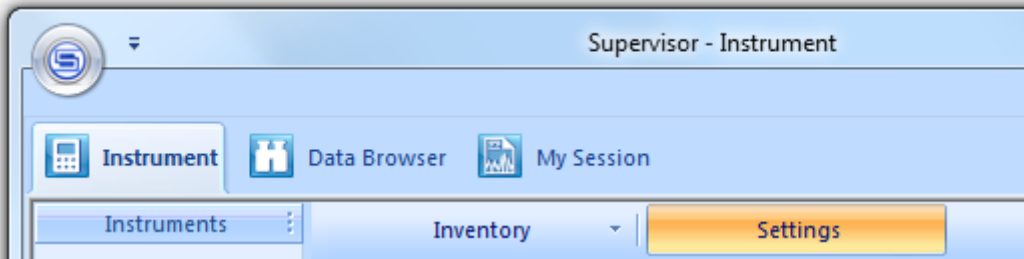 Supervisor - Instrument
Instrument Data Browser My Session
Instruments Inventory Settings